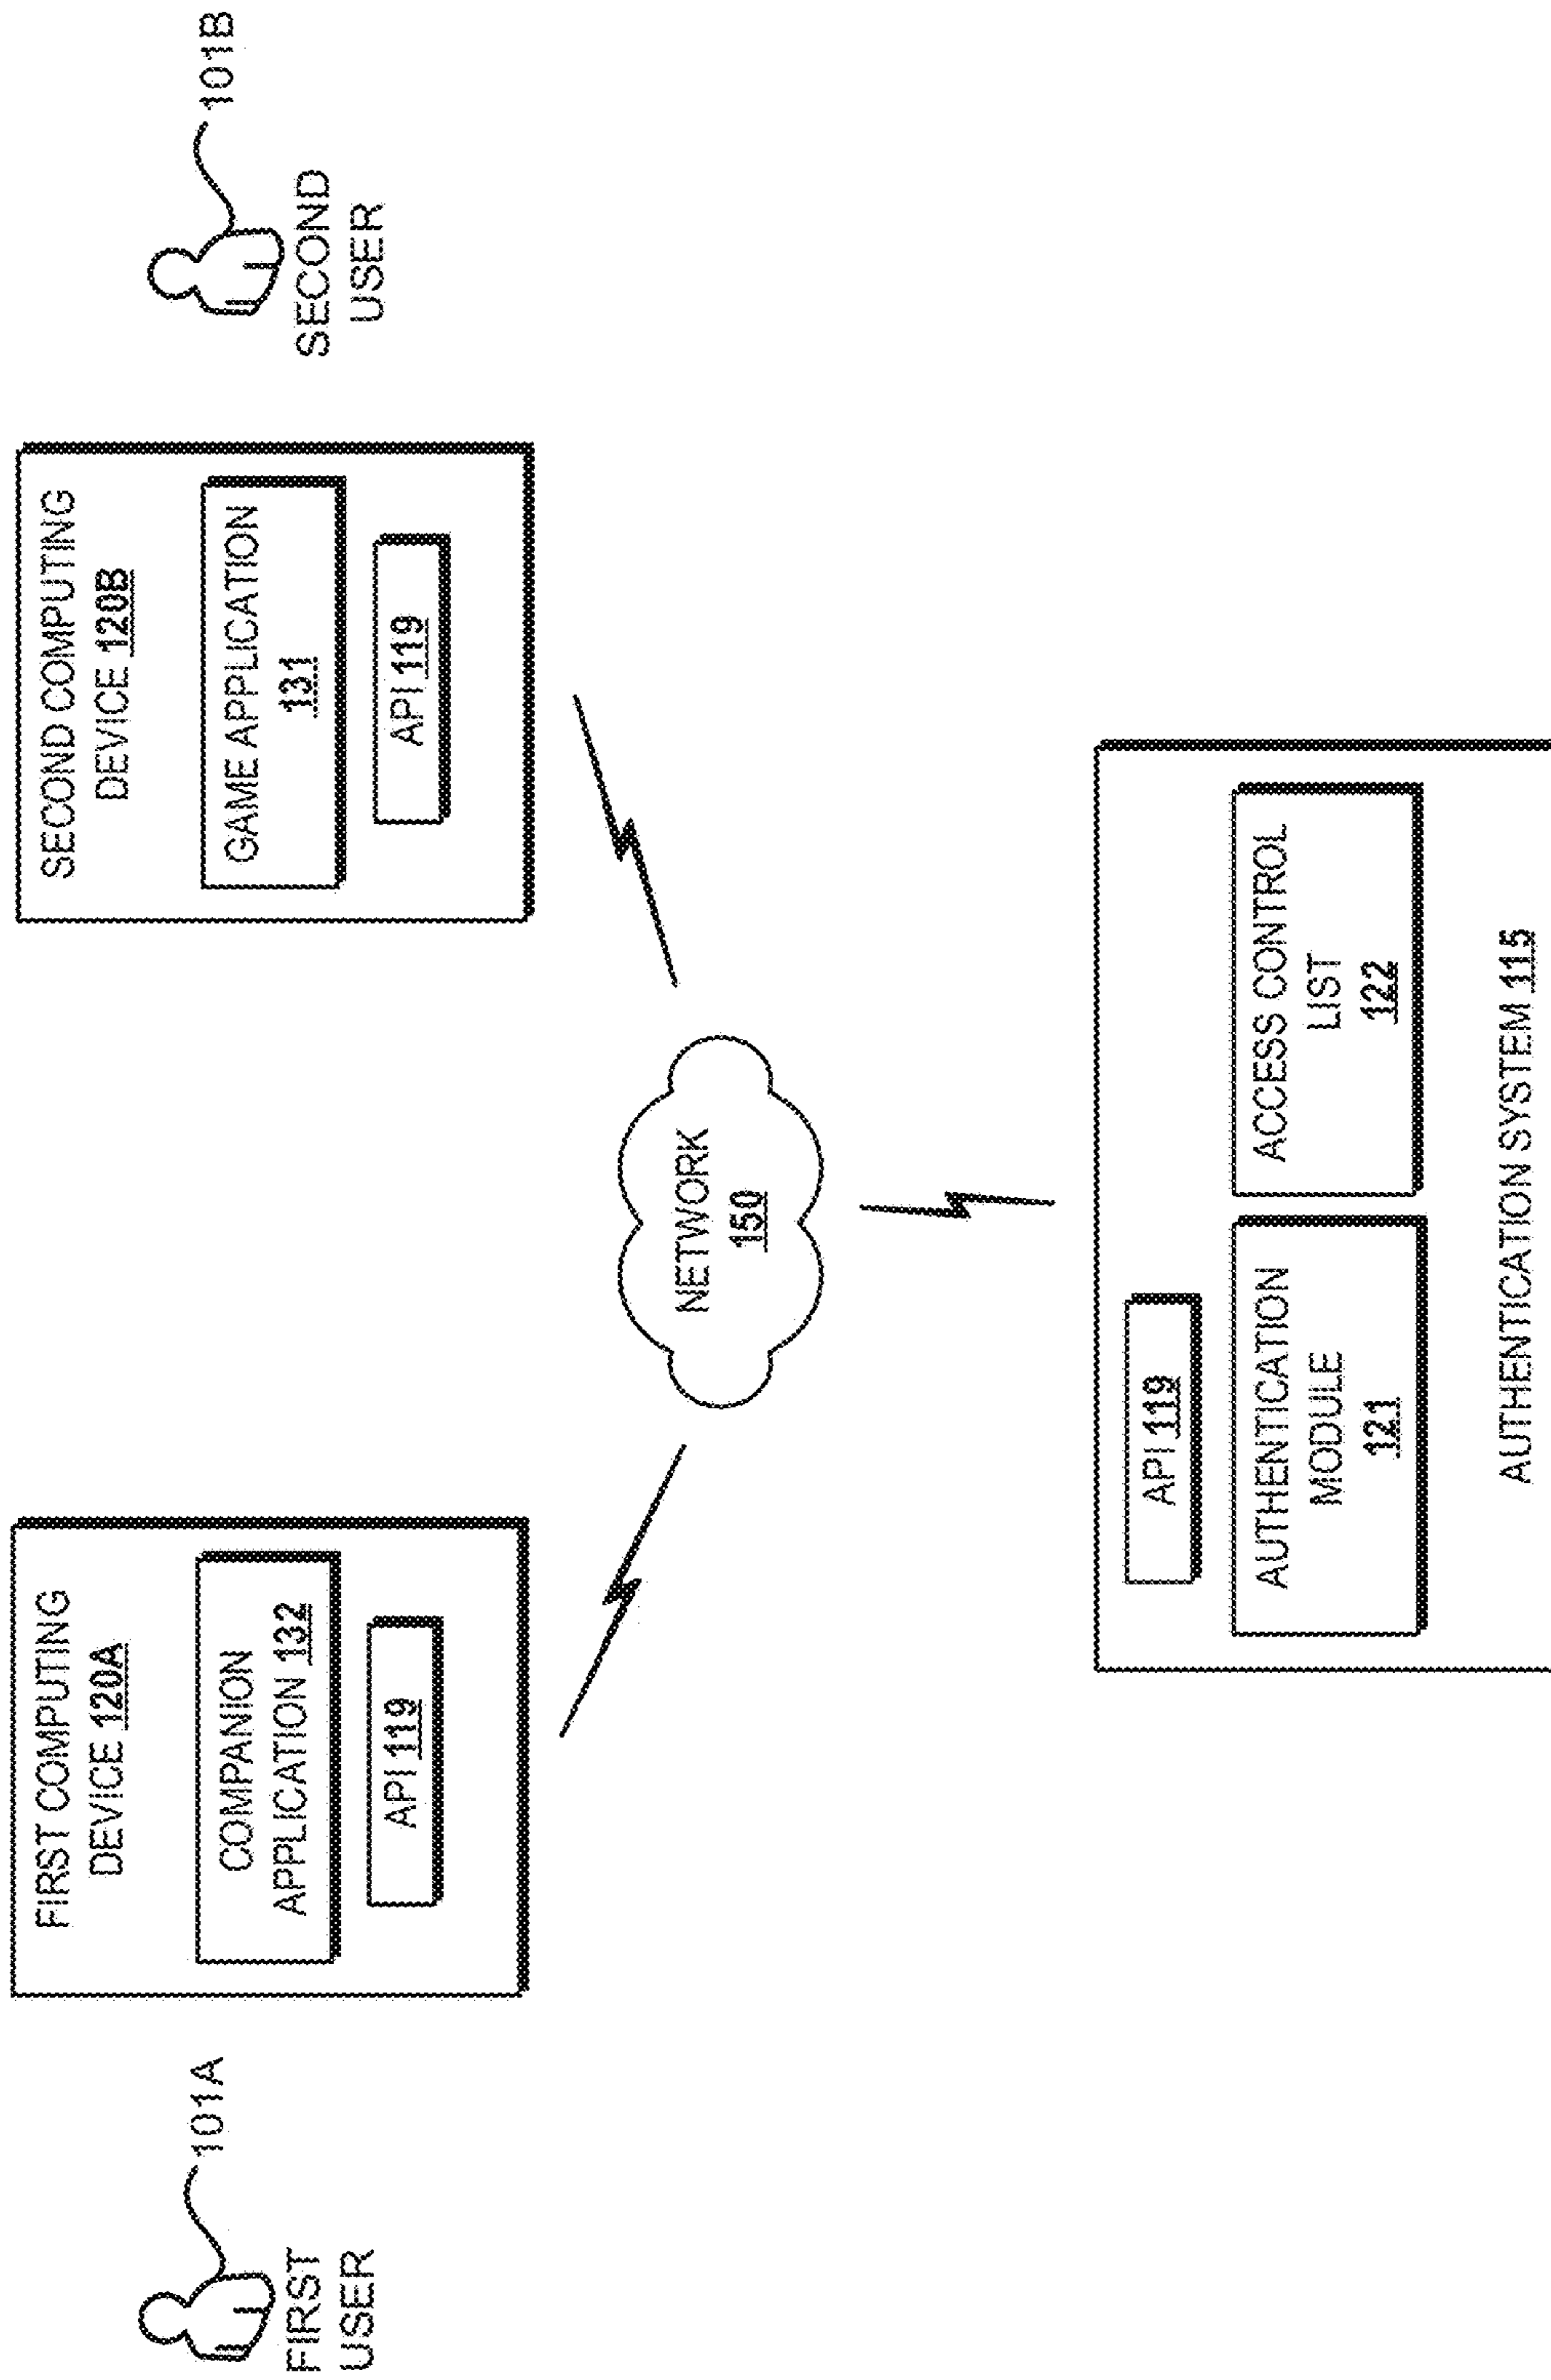 FIRST
USER
101A
FIRST COMPUTING
DEVICE 120A
COMPANION
APPLICATION 132
API 119
SECOND COMPUTING
DEVICE 120B
GAME APPLICATION
131
API 119
101B
SECOND
USER
NETWORK
150
API 119
AUTHENTICATION
MODULE
121
ACCESS CONTROL
LIST
122
AUTHENTICATION SYSTEM 115